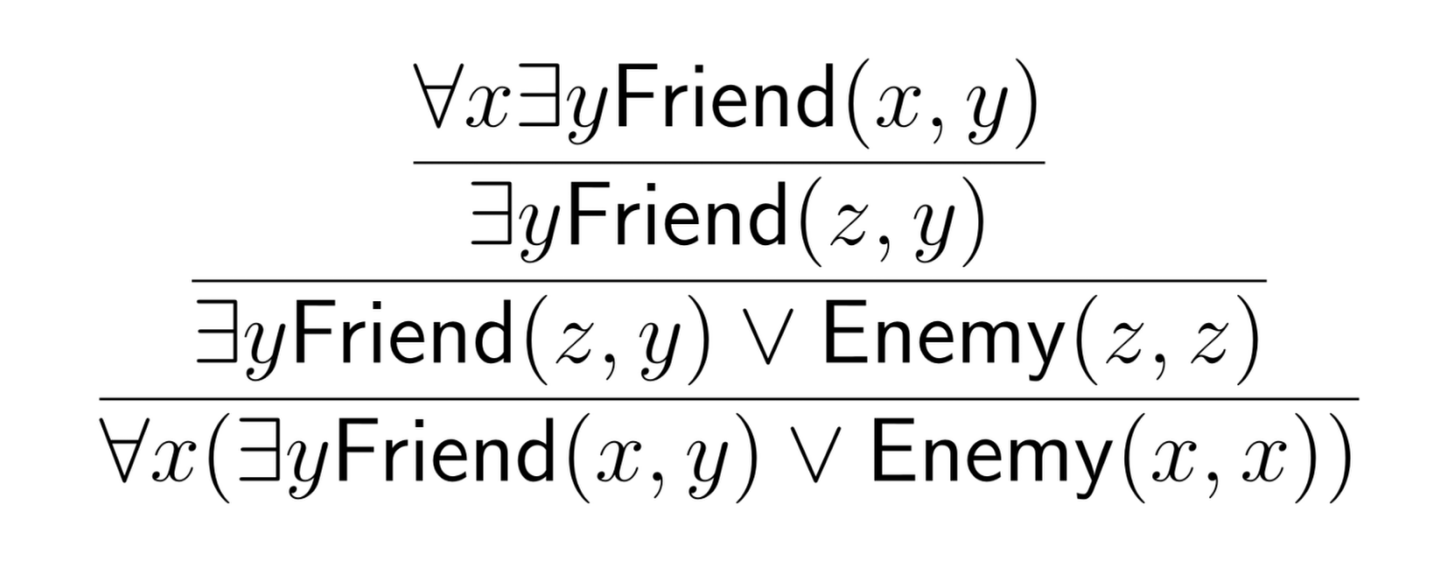 ∀x∃yFriend(x, y)
∃yFriend(z, y)
∃yFriend(z, y) ∨ Enemy(z, z)
∀x(∃yFriend(x, y) ∨ Enemy(x, x))